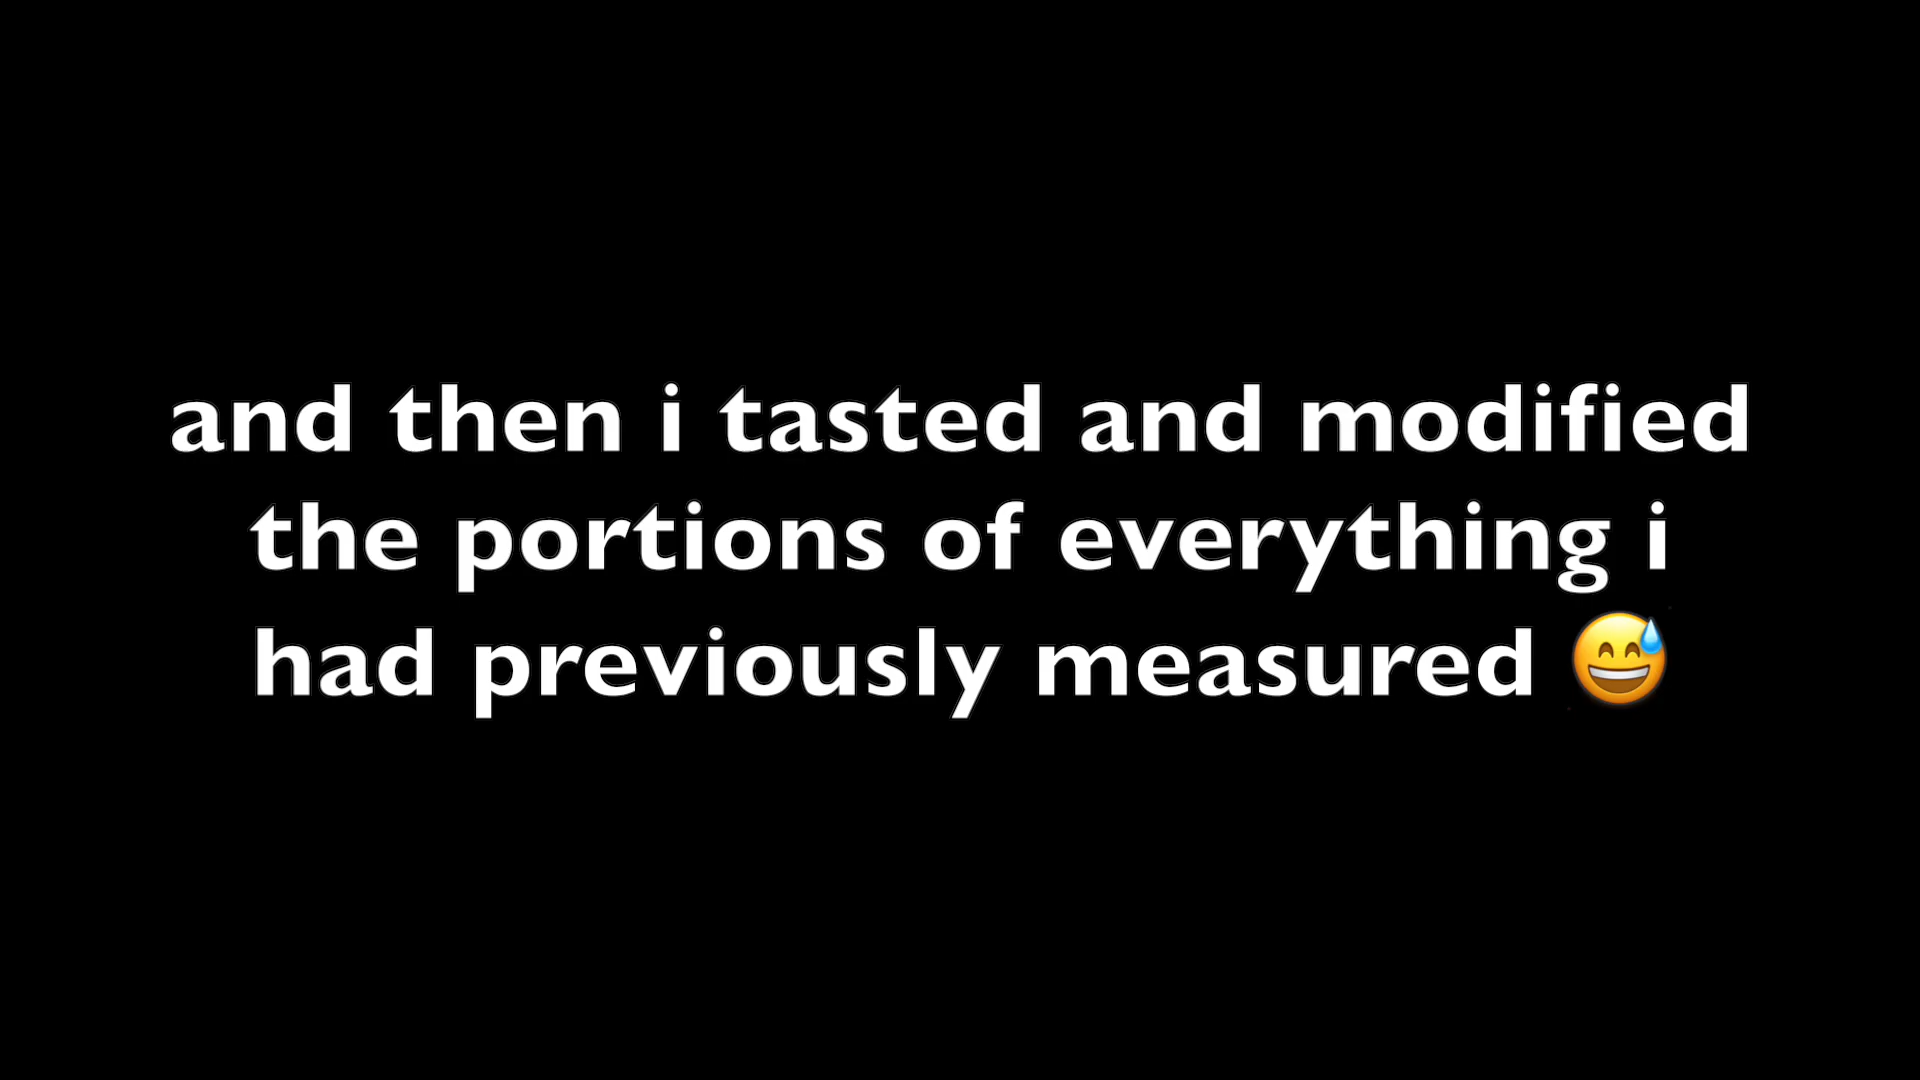 and then i tasted and modified
the portions of everything i
had previously measured 😅